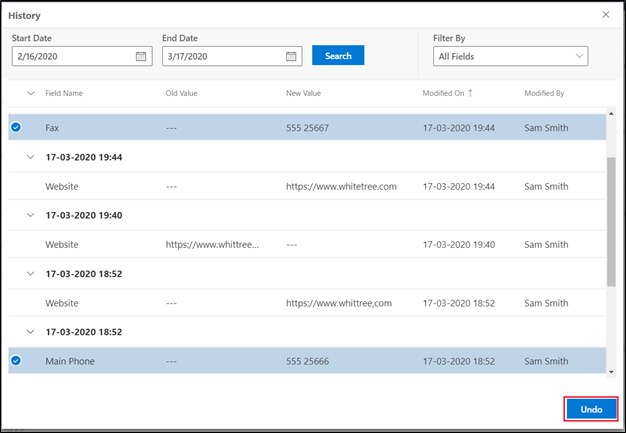 History
Start Date End Date Filter By
2/16/2020 3/17/2020 Search All Fields
Field Name Old Value New Value Modified On ↑ Modified By
Fax --- 555 25667 17-03-2020 19:44 Sam Smith
17-03-2020 19:44
Website --- https://www.whitetree.com 17-03-2020 19:44 Sam Smith
17-03-2020 19:40
Website https://www.whittree... --- 17-03-2020 19:40 Sam Smith
17-03-2020 18:52
Website --- https://www.whittree,com 17-03-2020 18:52 Sam Smith
17-03-2020 18:52
Main Phone --- 555 25666 17-03-2020 18:52 Sam Smith
Undo